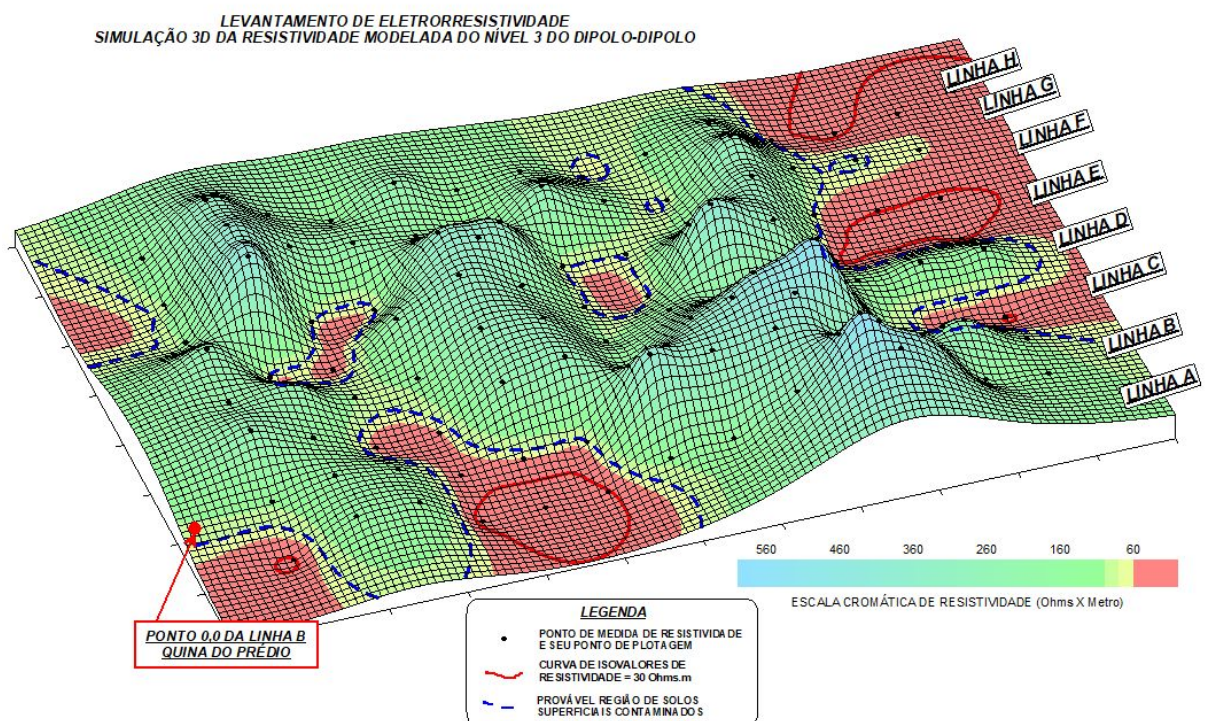 LEVANTAMENTO DE ELETRORRESISTIVIDADE
SIMULAÇÃO 3D DA RESISTIVIDADE MODELADA DO NÍVEL 3 DO DIPOLO-DIPOLO
LINHA H
LINHA G
LINHA F
LINHA E
LINHA D
LINHA C
LINHA B
LINHA A
560 460 360 260 160 60
ESCALA CROMÁTICA DE RESISTIVIDADE (Ohms X Metro)
PONTO 0,0 DA LINHA B
QUINA DO PRÉDIO
LEGENDA
PONTO DE MEDIDA DE RESISTIVIDADE
E SEU PONTO DE PLOTAGEM
CURVA DE ISOVALORES DE
RESISTIVIDADE = 30 Ohms.m
PROVÁVEL REGIÃO DE SOLOS
SUPERFICIAIS CONTAMINADOS